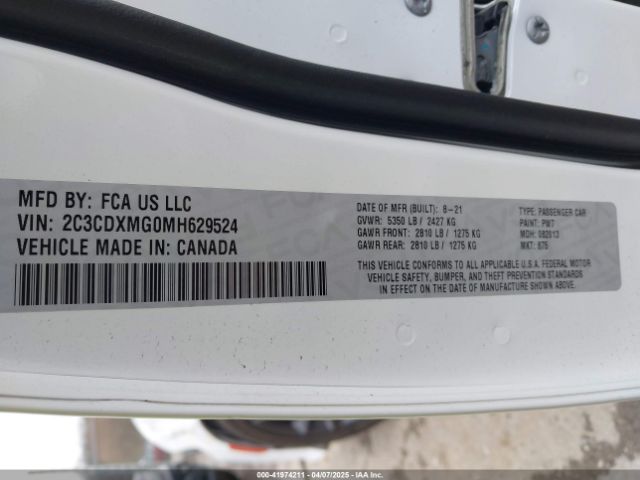 MFD BY: FCA US LLC
VIN: 2C3CDXMG0MH629524
VEHICLE MADE IN: CANADA
DATE OF MFR (BUILT): 8-21
GVWR: 5350 LB / 2427 KG
GAWR FRONT: 2810 LB / 1275 KG
GAWR REAR: 2810 LB / 1275 KG
TYPE: PASSENGER CAR
PAINT: PW7
MDH: 082613
MKT: 876
THIS VEHICLE CONFORMS TO ALL APPLICABLE U.S.A. FEDERAL MOTOR
VEHICLE SAFETY, BUMPER, AND THEFT PREVENTION STANDARDS
IN EFFECT ON THE DATE OF MANUFACTURE SHOWN ABOVE.
000-41974211 - 04/07/2025 - IAAI.COM